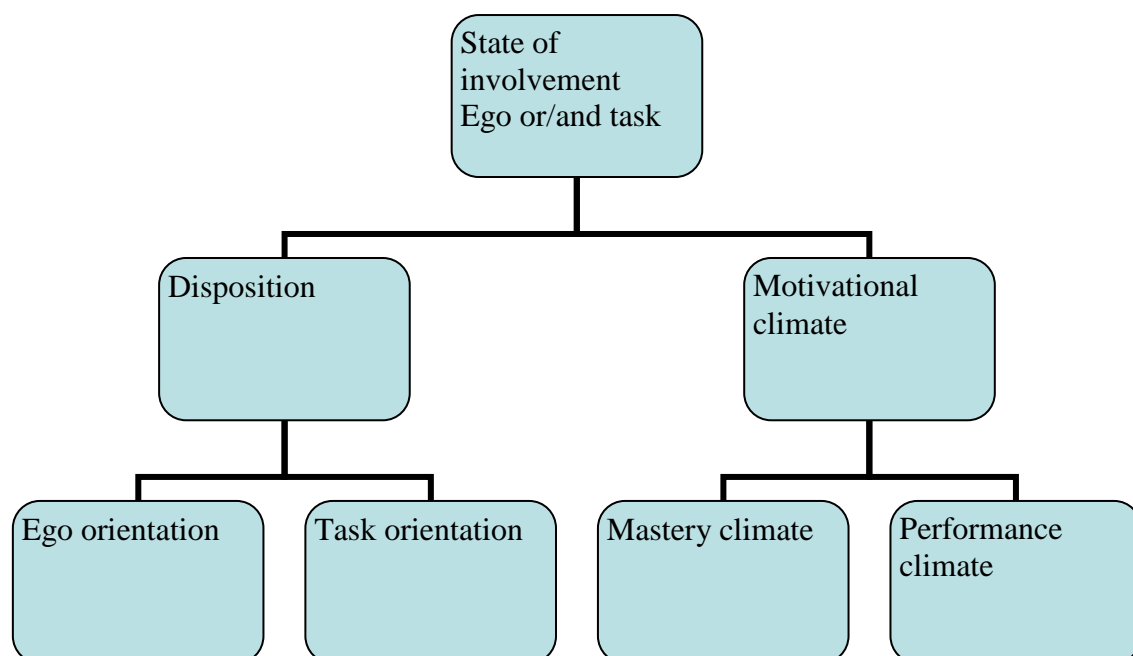 State of
involvement
Ego or/and task
Disposition
Motivational
climate
Ego orientation
Task orientation
Mastery climate
Performance
climate